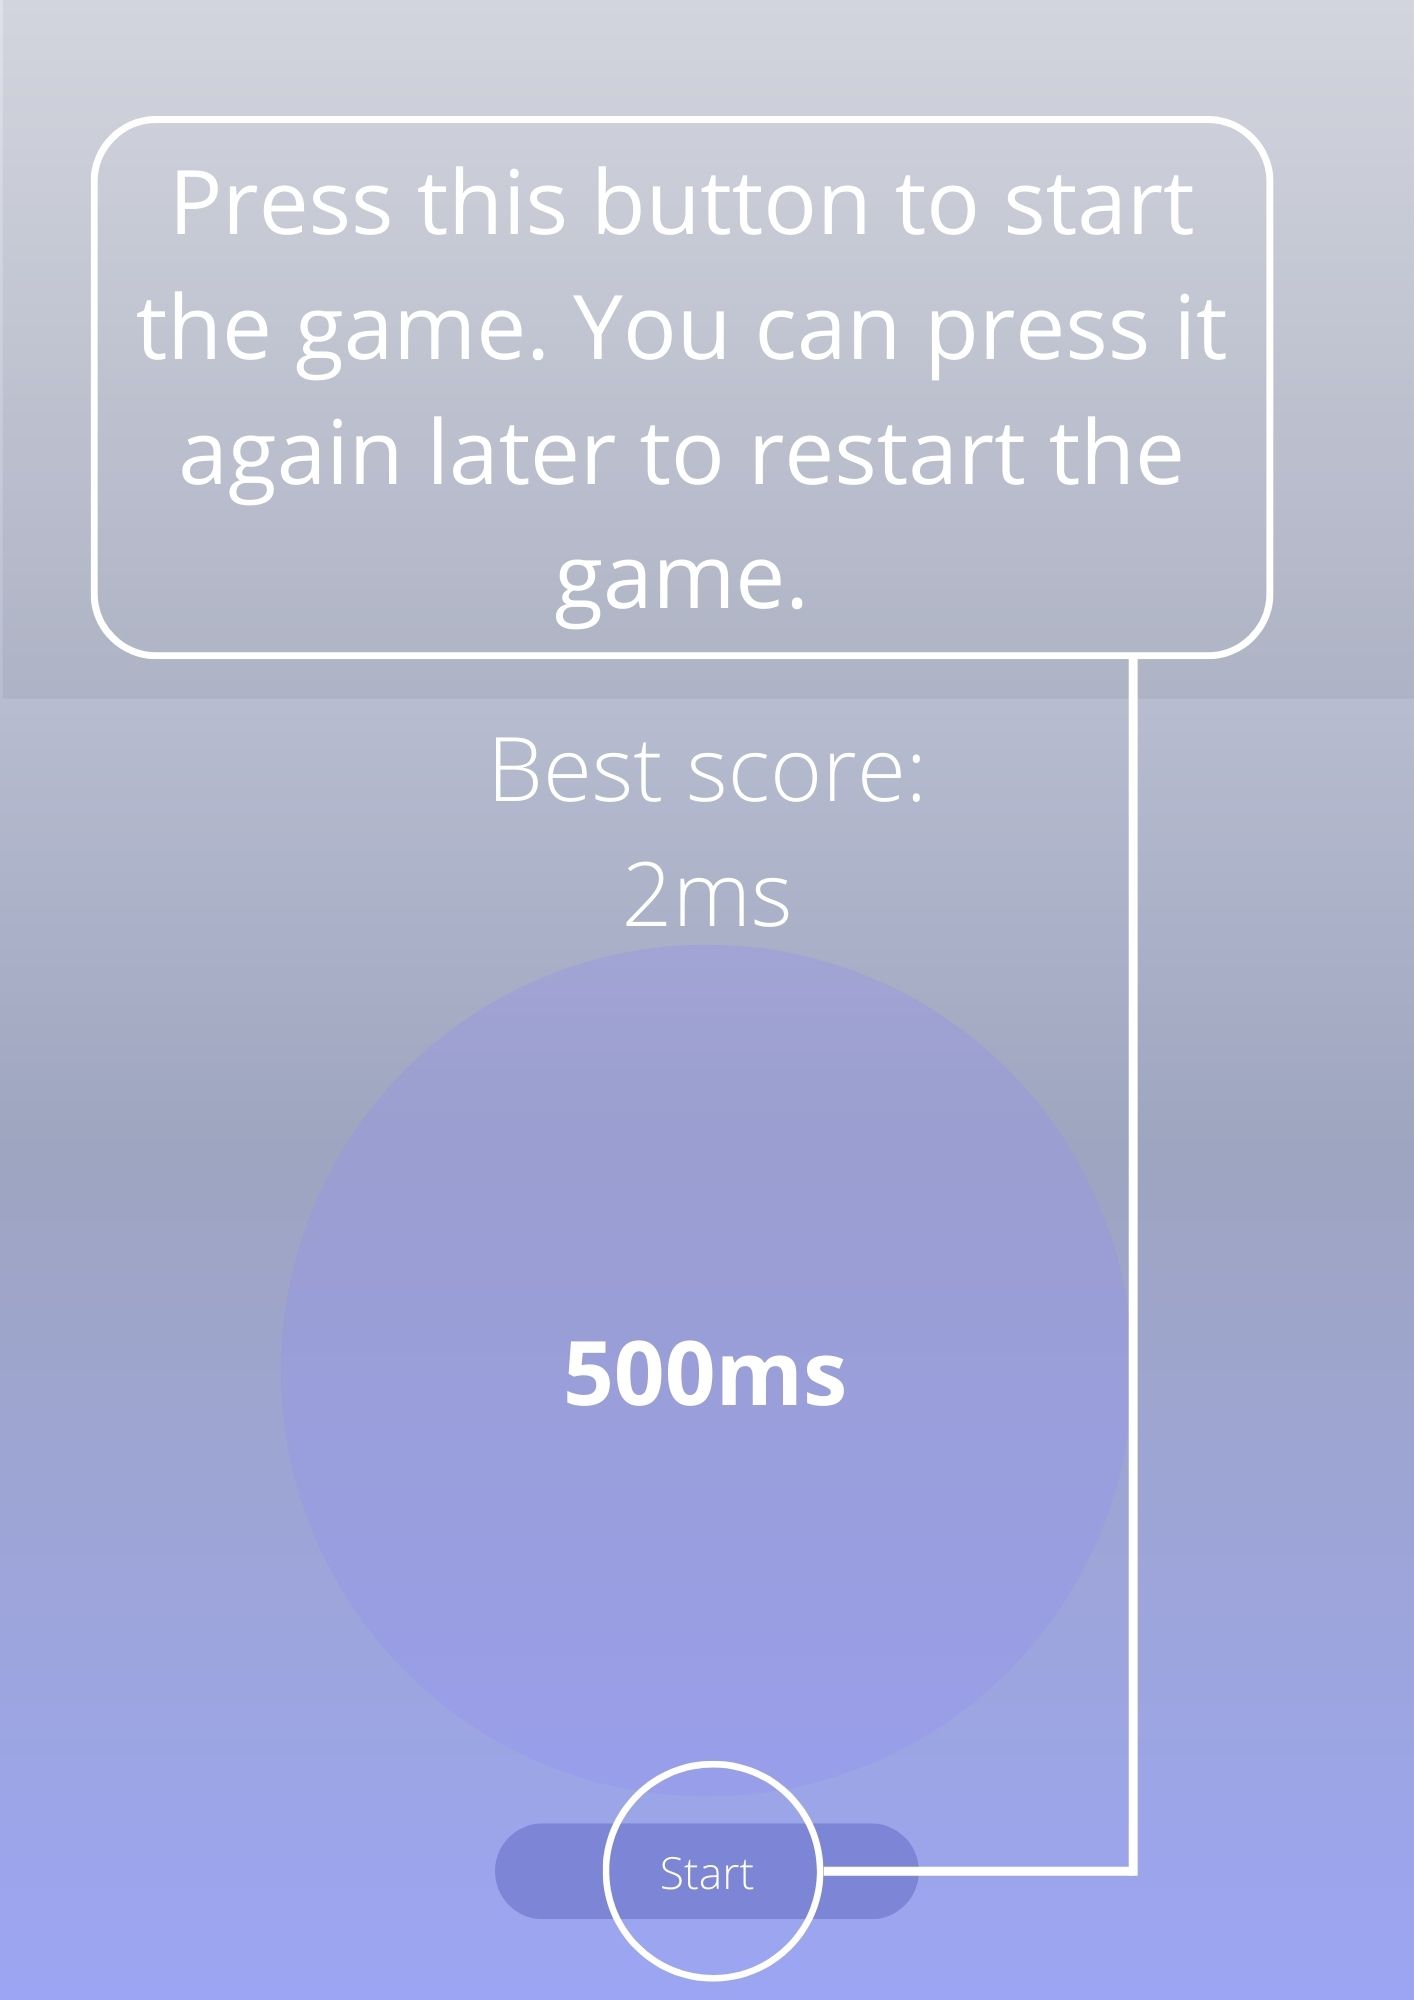 Press this button to start
the game. You can press it
again later to restart the
game.
Best score:
2ms
500ms
Start